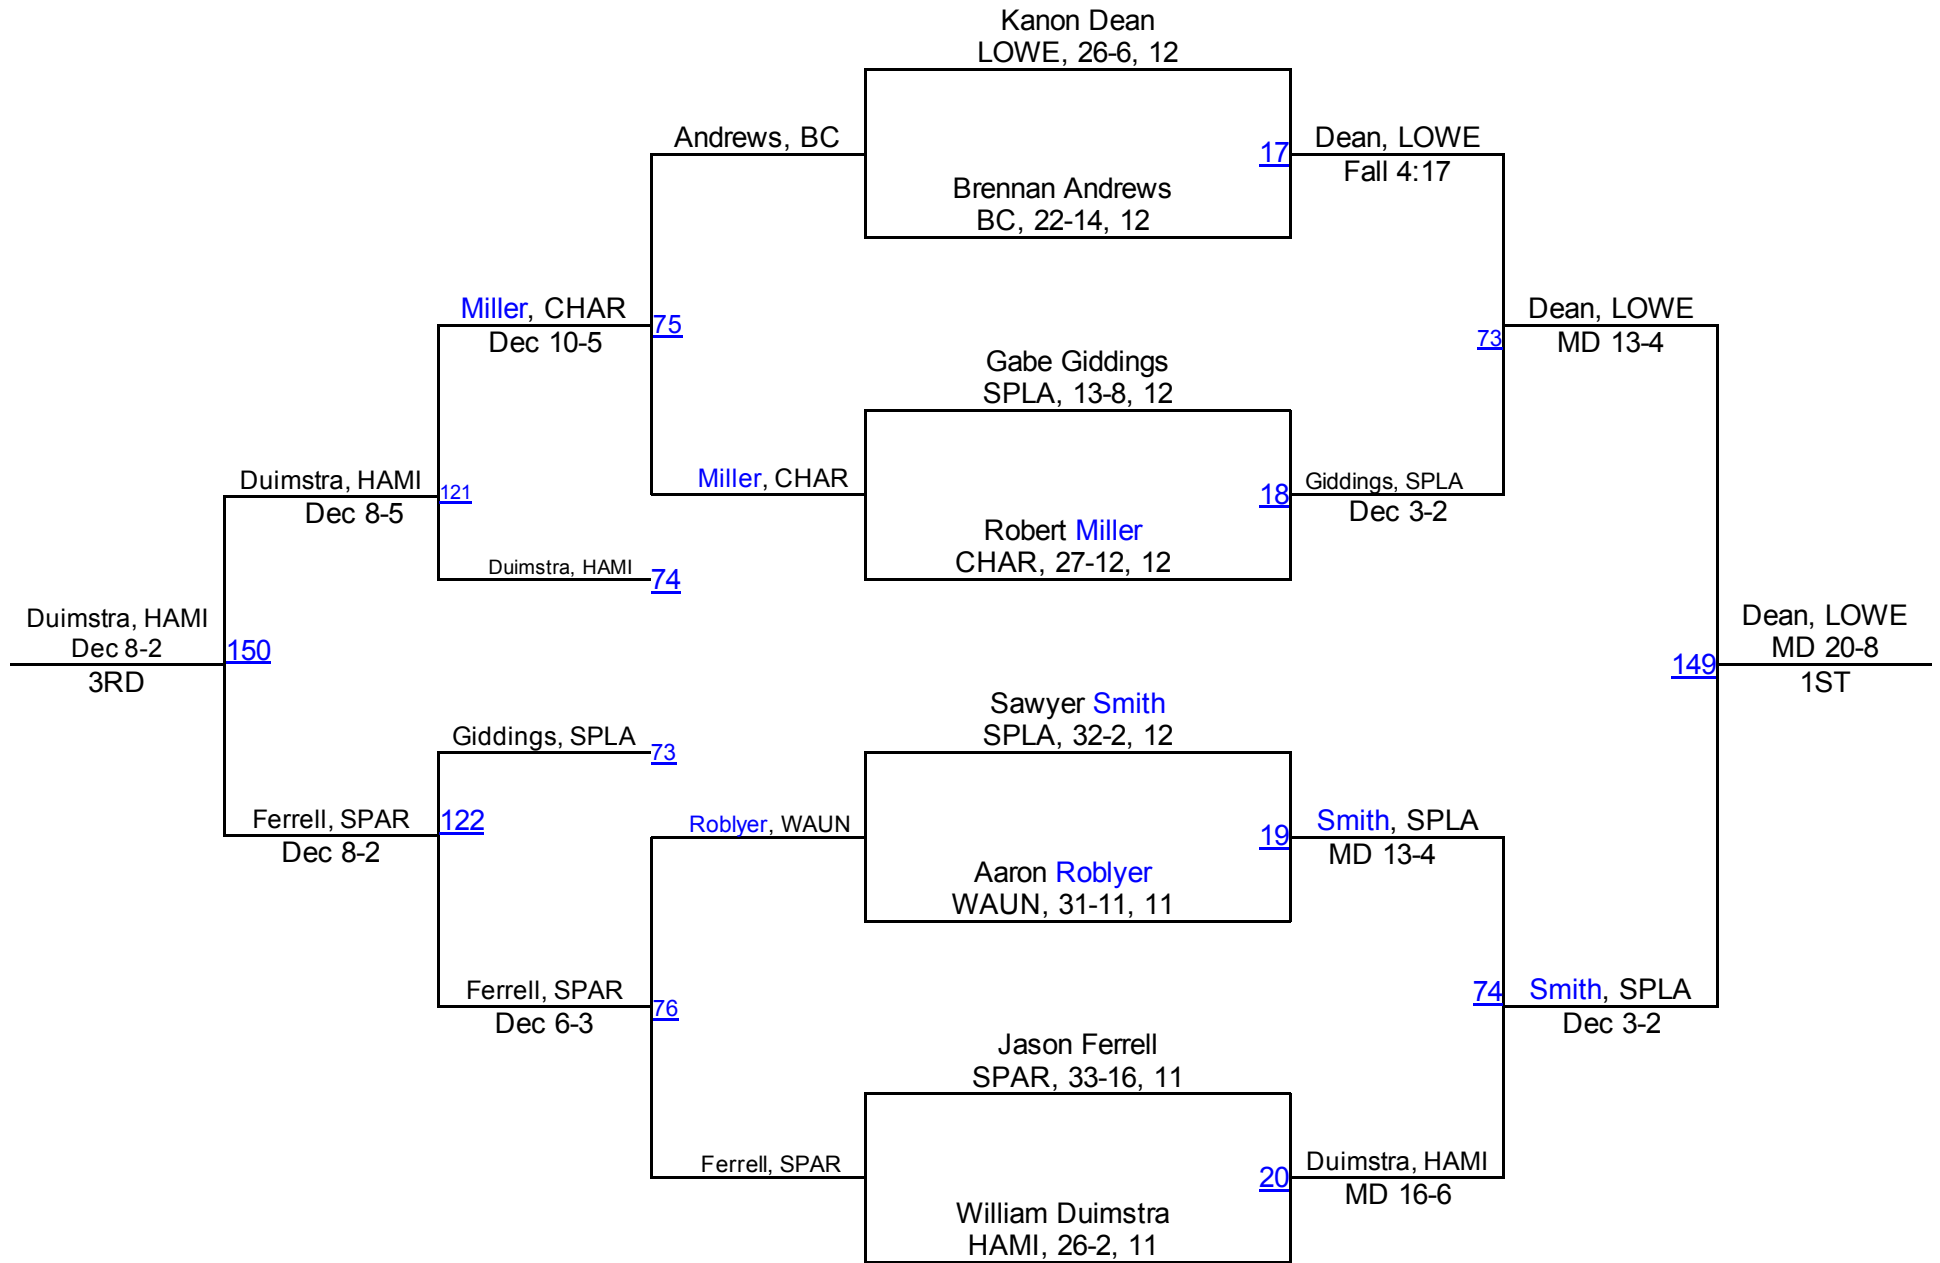 Kanon Dean
LOWE, 26-6, 12
Andrews, BC
17
Dean, LOWE
Fall 4:17
Brennan Andrews
BC, 22-14, 12
Miller, CHAR
Dec 10-5
75
Dean, LOWE
MD 13-4
73
Gabe Giddings
SPLA, 13-8, 12
Duimstra, HAMI
Dec 8-5
121
Miller, CHAR
18
Giddings, SPLA
Dec 3-2
Robert Miller
CHAR, 27-12, 12
Duimstra, HAMI
74
Duimstra, HAMI
Dec 8-2
3RD
150
149
Dean, LOWE
MD 20-8
1ST
Sawyer Smith
SPLA, 32-2, 12
Giddings, SPLA
73
Ferrell, SPAR
Dec 8-2
122
Roblyer, WAUN
19
Smith, SPLA
MD 13-4
Aaron Roblyer
WAUN, 31-11, 11
Ferrell, SPAR
Dec 6-3
76
74
Smith, SPLA
Dec 3-2
Jason Ferrell
SPAR, 33-16, 11
Ferrell, SPAR
20
Duimstra, HAMI
MD 16-6
William Duimstra
HAMI, 26-2, 11